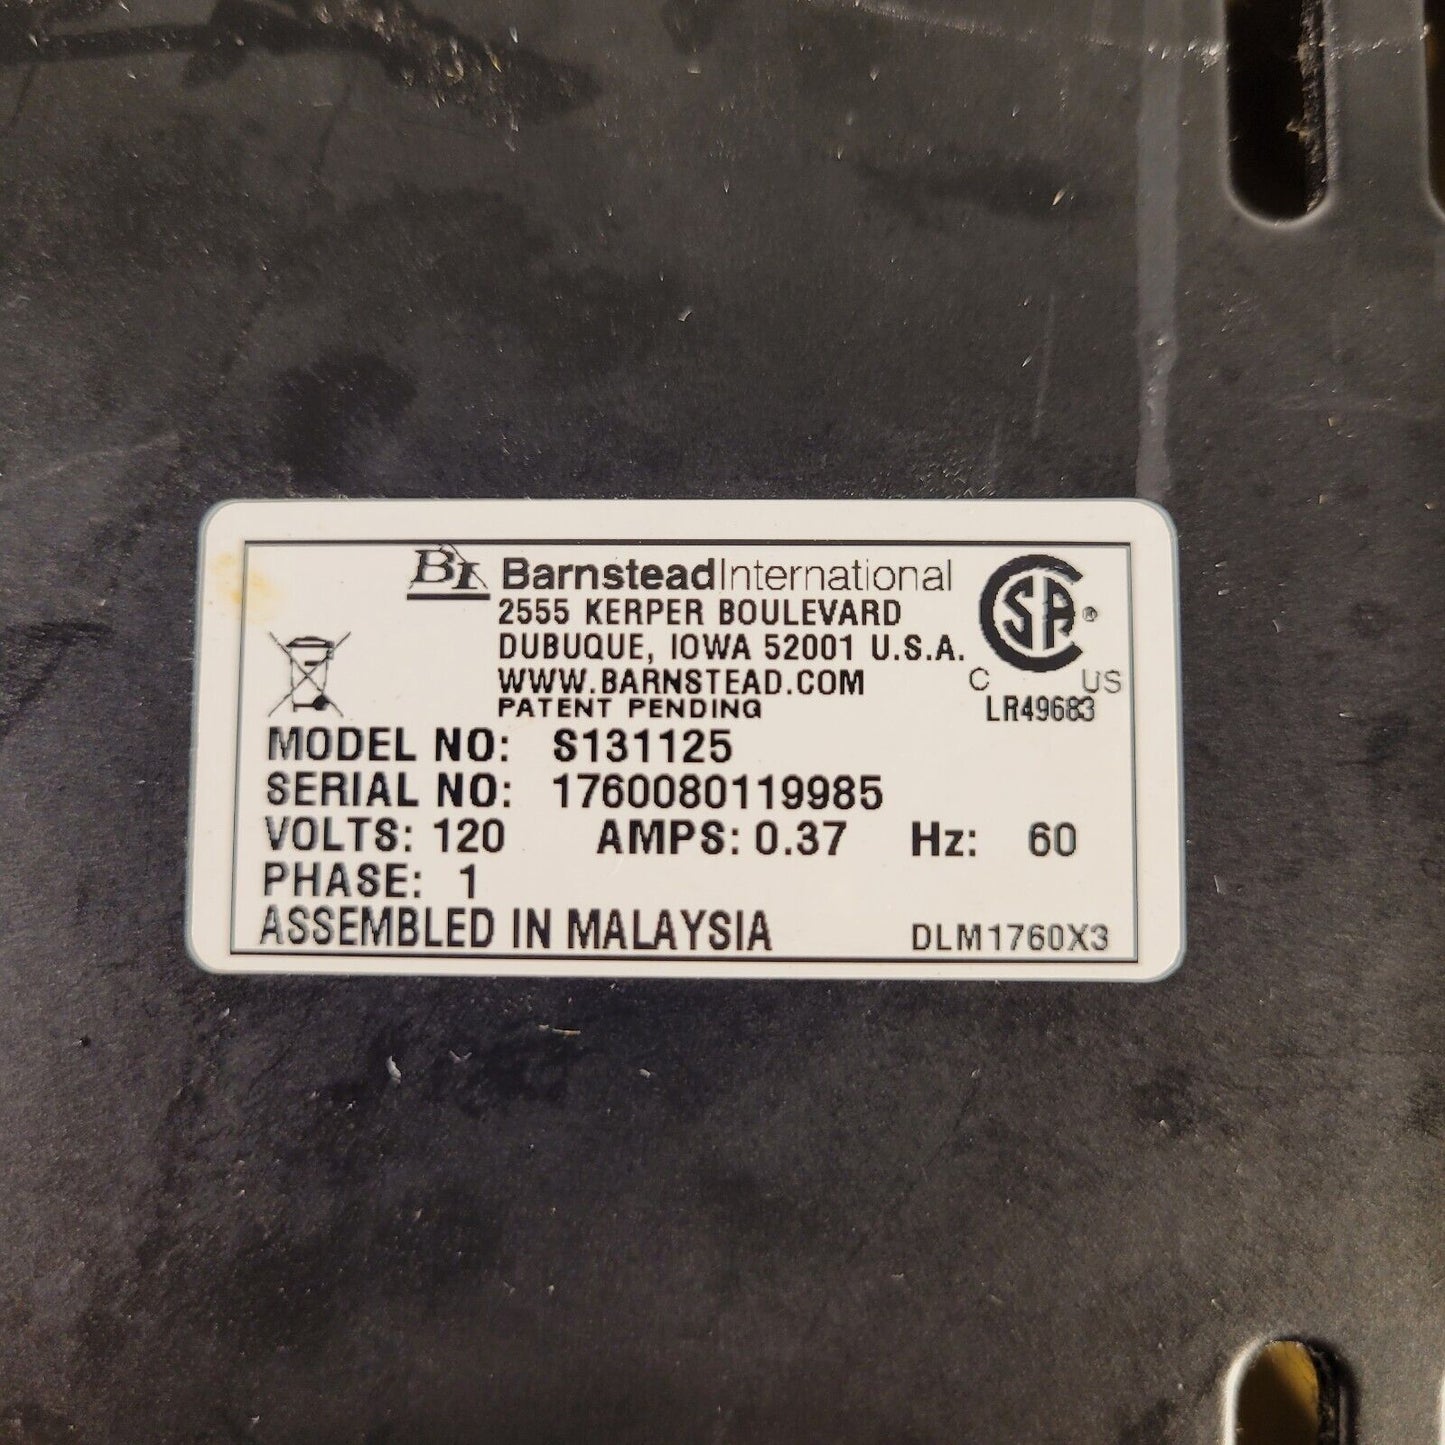 BI BarnsteadInternational
2555 KERPER BOULEVARD
DUBUQUE, IOWA 52001 U.S.A.
WWW.BARNSTEAD.COM
PATENT PENDING
SA ®
C US
LR49683
MODEL NO: S131125
SERIAL NO: 1760080119985
VOLTS: 120 AMPS: 0.37 Hz: 60
PHASE: 1
ASSEMBLED IN MALAYSIA DLM1760X3